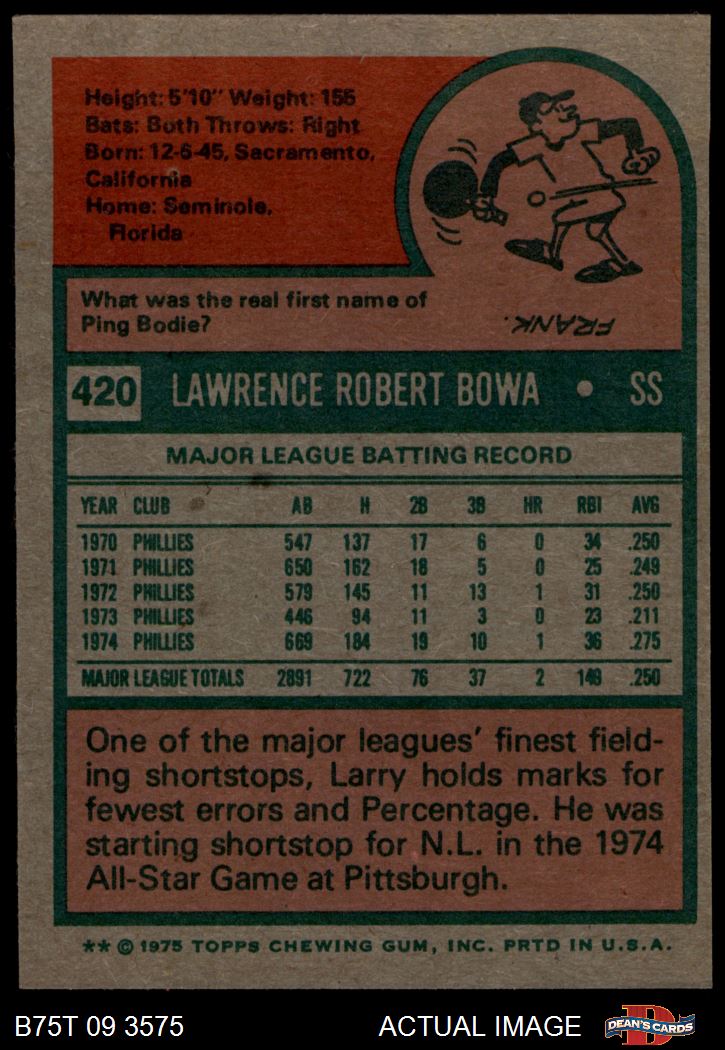 Height: 5'10" Weight: 155
Bats: Both Throws: Right
Born: 12-6-45, Sacramento,
California
Home: Seminole,
Florida
What was the real first name of
Ping Bodie?
FRANK.
420 LAWRENCE ROBERT BOWA • SS
MAJOR LEAGUE BATTING RECORD
YEAR CLUB AB H 2B 3B HR RBI AVG
1970 PHILLIES 547 137 17 6 0 34 .250
1971 PHILLIES 650 162 18 5 0 25 .249
1972 PHILLIES 579 145 11 13 1 31 .250
1973 PHILLIES 446 94 11 3 0 23 .211
1974 PHILLIES 669 184 19 10 1 36 .275
MAJOR LEAGUE TOTALS 2891 722 76 37 2 149 .250
One of the major leagues' finest field-
ing shortstops, Larry holds marks for
fewest errors and Percentage. He was
starting shortstop for N.L. in the 1974
All-Star Game at Pittsburgh.
** © 1975 TOPPS CHEWING GUM, INC. PRTD IN U.S.A.
B75T 09 3575 ACTUAL IMAGE
DEAN'S CARDS